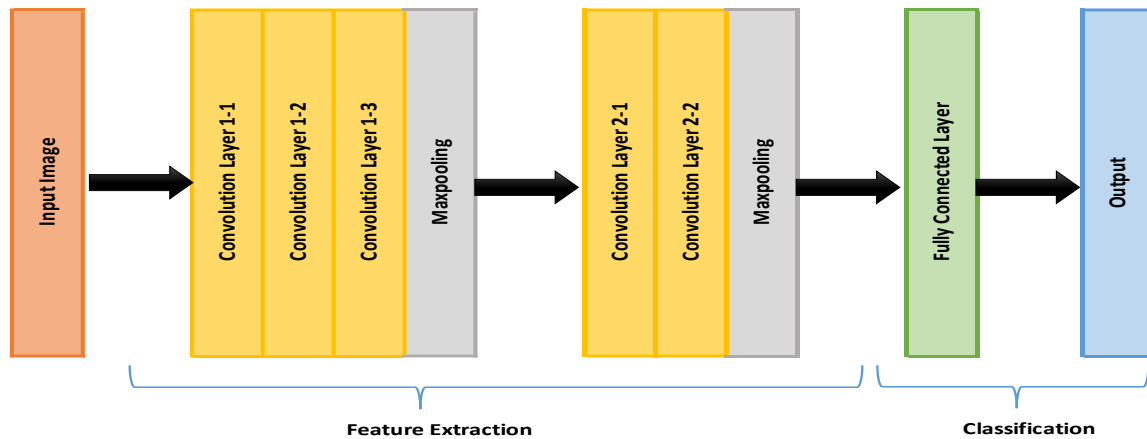 Input Image
Convolution Layer 1-1
Convolution Layer 1-2
Convolution Layer 1-3
Maxpooling
Convolution Layer 2-1
Convolution Layer 2-2
Maxpooling
Fully Connected Layer
Output
Feature Extraction
Classification